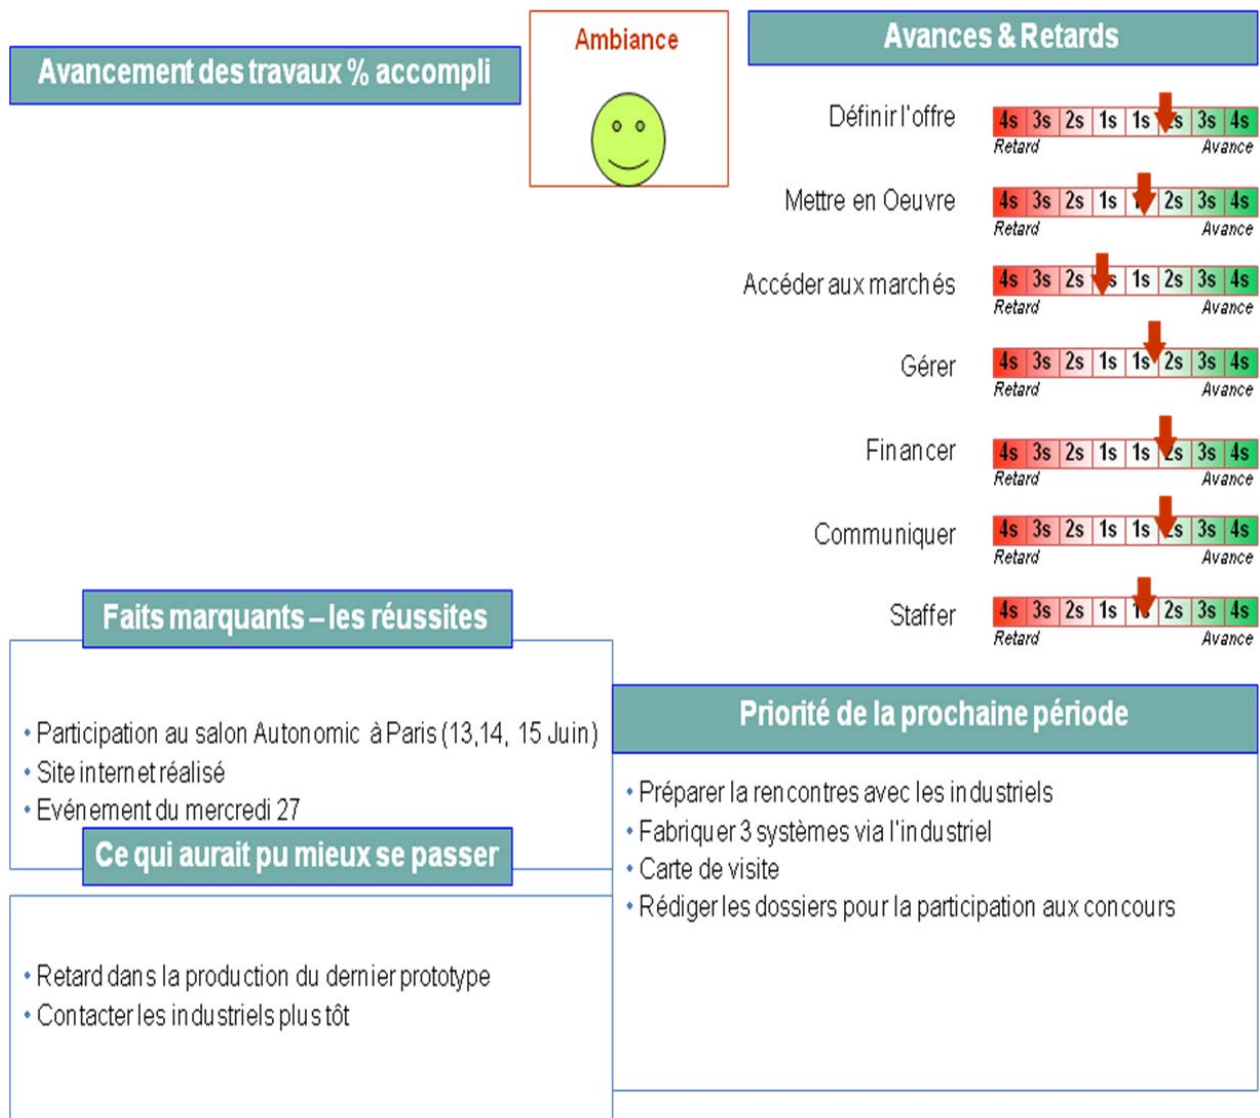 Avancement des travaux % accompli
Ambiance
Avances & Retards
Définir l'offre
4s 3s 2s 1s 1s 2s 3s 4s
Retard Avance
Mettre en Oeuvre
4s 3s 2s 1s 2s 3s 4s
Retard Avance
Accéder aux marchés
4s 3s 2s 1s 2s 3s 4s
Retard Avance
Gérer
4s 3s 2s 1s 1s 2s 3s 4s
Retard Avance
Financer
4s 3s 2s 1s 1s 2s 3s 4s
Retard Avance
Communiquer
4s 3s 2s 1s 1s 2s 3s 4s
Retard Avance
Staffer
4s 3s 2s 1s 1s 2s 3s 4s
Retard Avance
Faits marquants – les réussites
• Participation au salon Autonomic à Paris (13,14, 15 Juin)
• Site internet réalisé
• Evénement du mercredi 27
Ce qui aurait pu mieux se passer
• Retard dans la production du dernier prototype
• Contacter les industriels plus tôt
Priorité de la prochaine période
• Préparer la rencontres avec les industriels
• Fabriquer 3 systèmes via l'industriel
• Carte de visite
• Rédiger les dossiers pour la participation aux concours